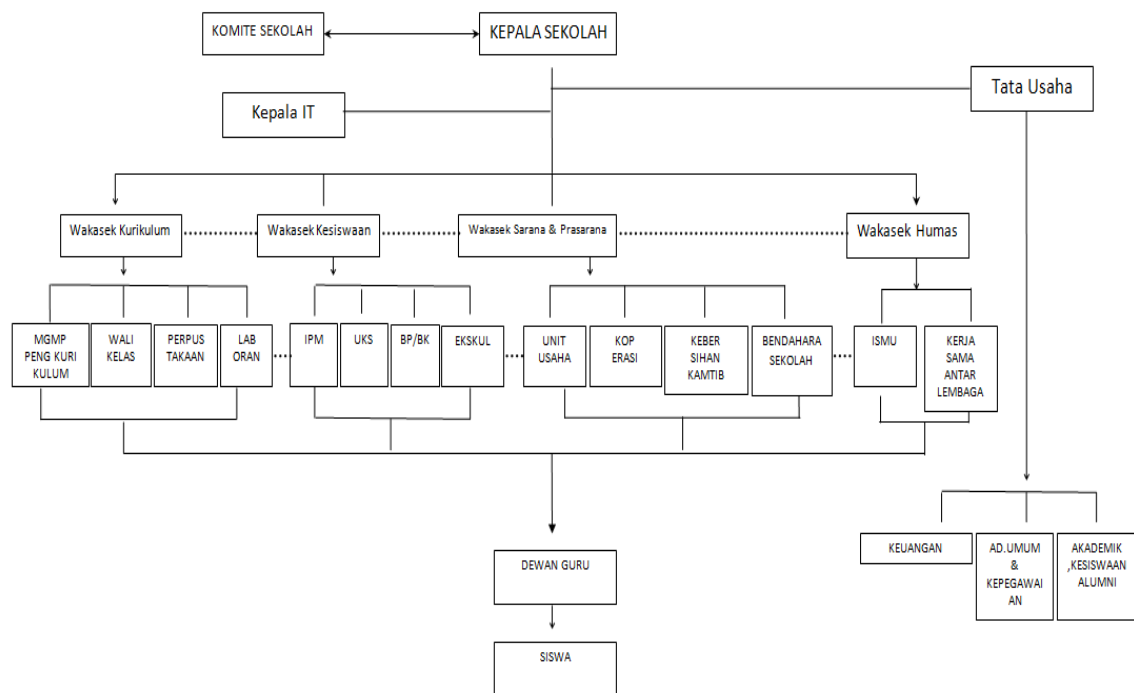 KOMITE SEKOLAH
KEPALA SEKOLAH
Tata Usaha
Kepala IT
Wakasek Kurikulum
Wakasek Kesiswaan
Wakasek Sarana & Prasarana
Wakasek Humas
MGMP
PENG KURI
KULUM
WALI
KELAS
PERPUS
TAKAAN
LAB
ORAN
IPM
UKS
BP/BK
EKSKUL
UNIT
USAHA
KOP
ERASI
KEBER
SIHAN
KAMTIB
BENDAHARA
SEKOLAH
ISMU
KERJA
SAMA
ANTAR
LEMBAGA
KEUANGAN
AD.UMUM
&
KEPEGAWAI
AN
AKADEMIK
,KESISWAAN
ALUMNI
DEWAN GURU
SISWA